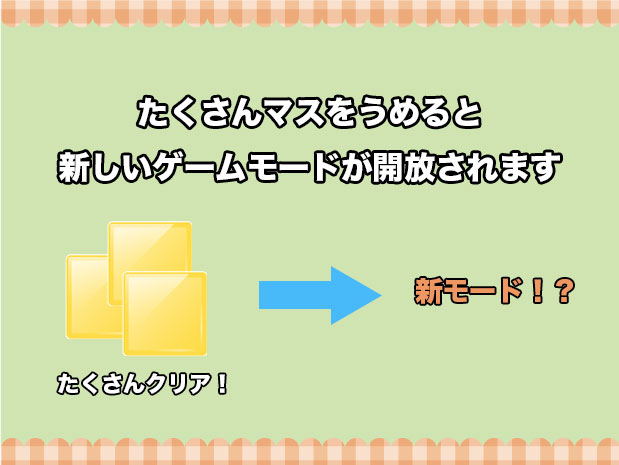 たくさんマスをうめると
新しいゲームモードが開放されます
新モード！？
たくさんクリア！